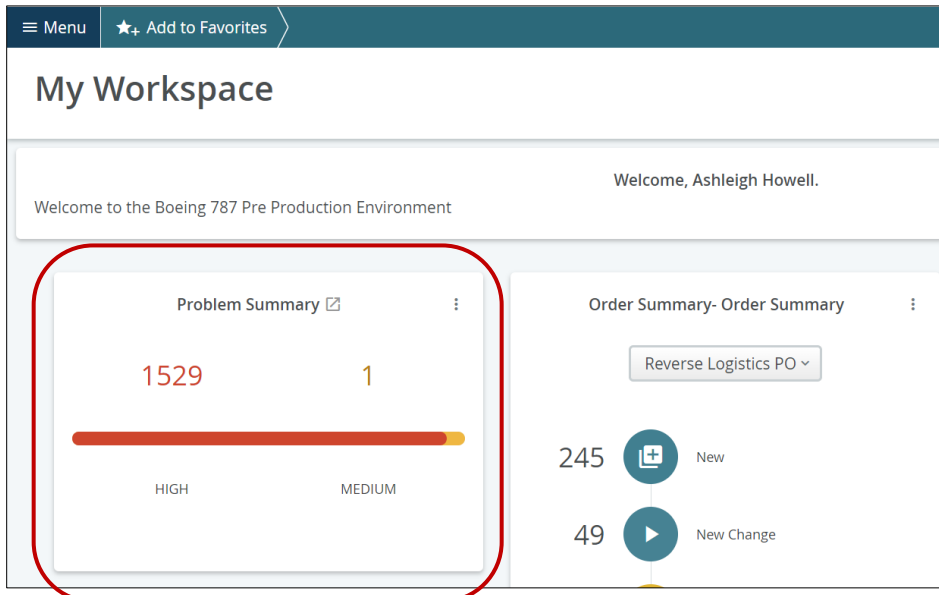 Menu
Add to Favorites
My Workspace
Welcome, Ashleigh Howell.
Welcome to the Boeing 787 Pre Production Environment
Problem Summary
1529
1
HIGH
MEDIUM
Order Summary- Order Summary
Reverse Logistics PO
245
New
49
New Change